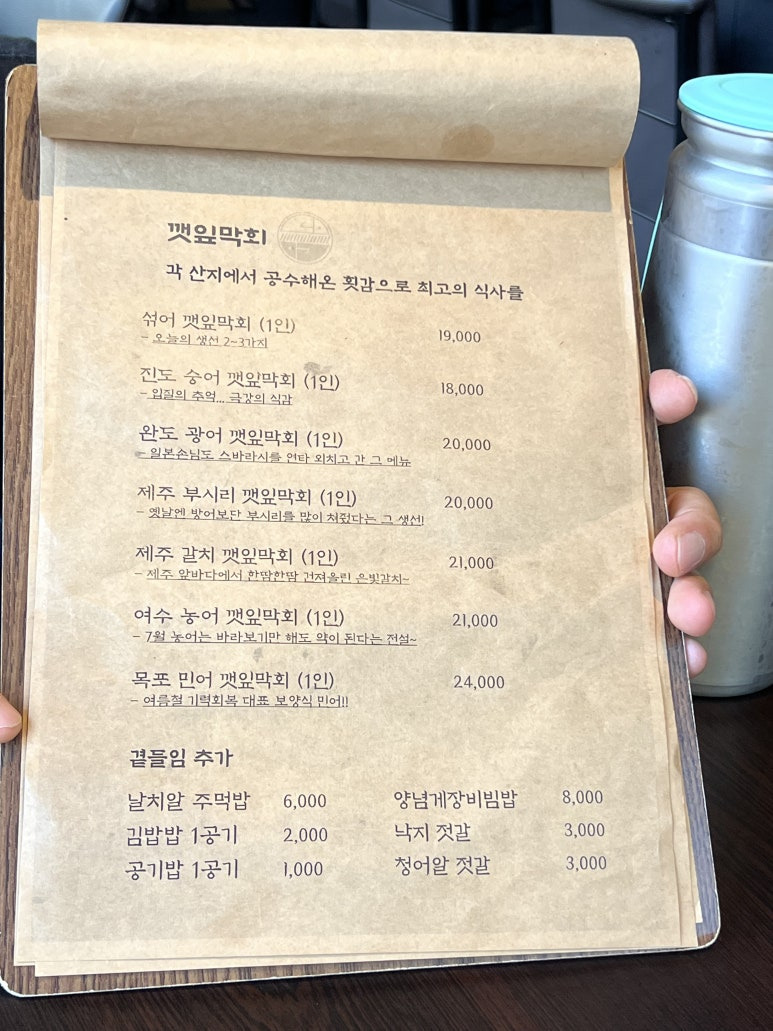 깻잎막회
각 산지에서 공수해온 횟감으로 최고의 식사를
섞어 깻잎막회 (1인) 19,000
- 오늘의 생선 2~3가지
진도 숭어 깻잎막회 (1인) 18,000
- 입질의 추억... 극강의 식감
완도 광어 깻잎막회 (1인) 20,000
- 일본손님도 스바라시를 연타 외치고 간 그 메뉴
제주 부시리 깻잎막회 (1인) 20,000
- 옛날엔 방어보단 부시리를 많이 쳐줬다는 그 생선!
제주 갈치 깻잎막회 (1인) 21,000
- 제주 앞바다에서 한땀한땀 건져올린 은빛갈치~
여수 농어 깻잎막회 (1인) 21,000
- 7월 농어는 바라보기만 해도 약이 된다는 전설~
목포 민어 깻잎막회 (1인) 24,000
- 여름철 기력회복 대표 보양식 민어!!
곁들임 추가
날치알 주먹밥 6,000 양념게장비빔밥 8,000
김밥밥 1공기 2,000 낙지 젓갈 3,000
공기밥 1공기 1,000 청어알 젓갈 3,000